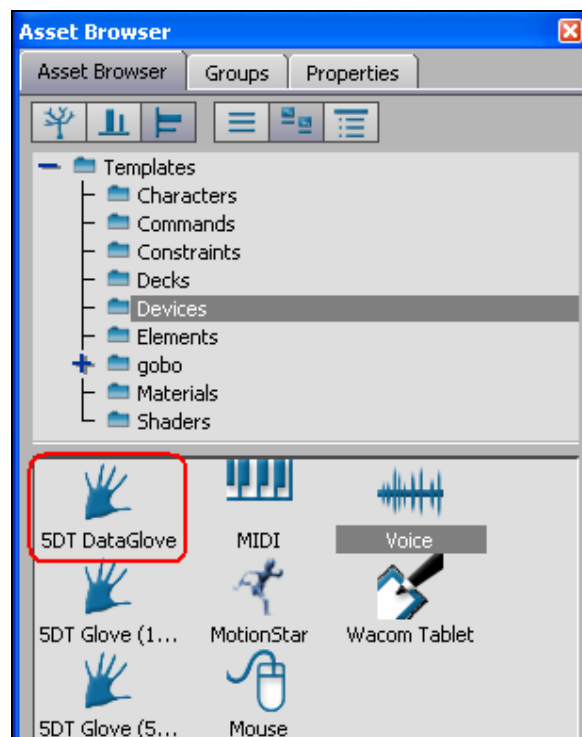 Asset Browser
Asset Browser Groups Properties
Templates
Characters
Commands
Constraints
Decks
Devices
Elements
gobo
Materials
Shaders
5DT DataGlove MIDI Voice
5DT Glove (1... MotionStar Wacom Tablet
5DT Glove (5... Mouse